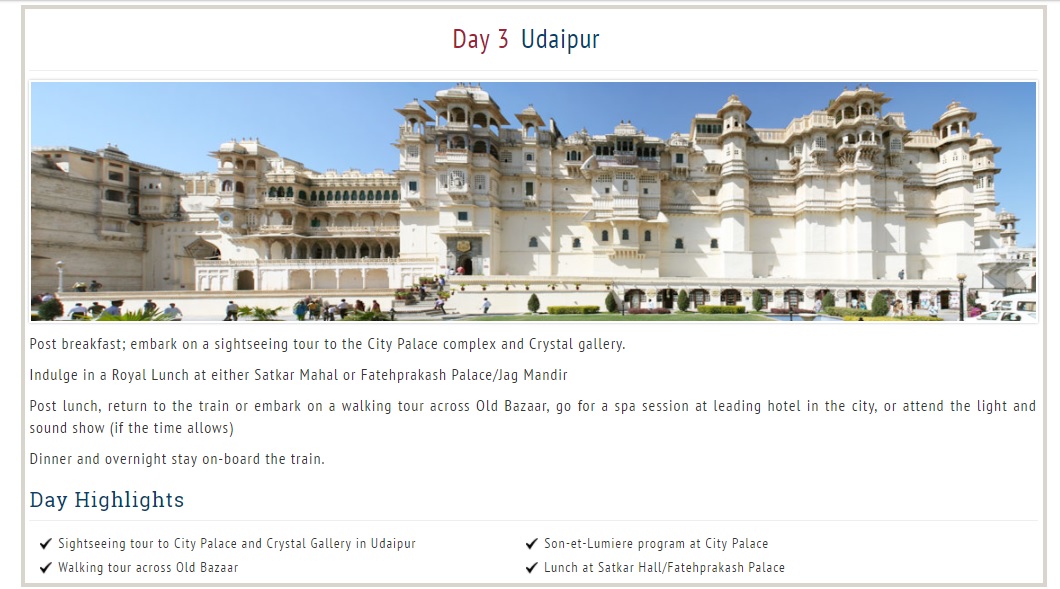 Day 3 Udaipur
Post breakfast; embark on a sightseeing tour to the City Palace complex and Crystal gallery.
Indulge in a Royal Lunch at either Satkar Mahal or Fatehprakash Palace/Jag Mandir
Post lunch, return to the train or embark on a walking tour across Old Bazaar, go for a spa session at leading hotel in the city, or attend the light and
sound show (if the time allows)
Dinner and overnight stay on-board the train.
Day Highlights
Sightseeing tour to City Palace and Crystal Gallery in Udaipur
Son-et-Lumiere program at City Palace
Walking tour across Old Bazaar
Lunch at Satkar Hall/Fatehprakash Palace